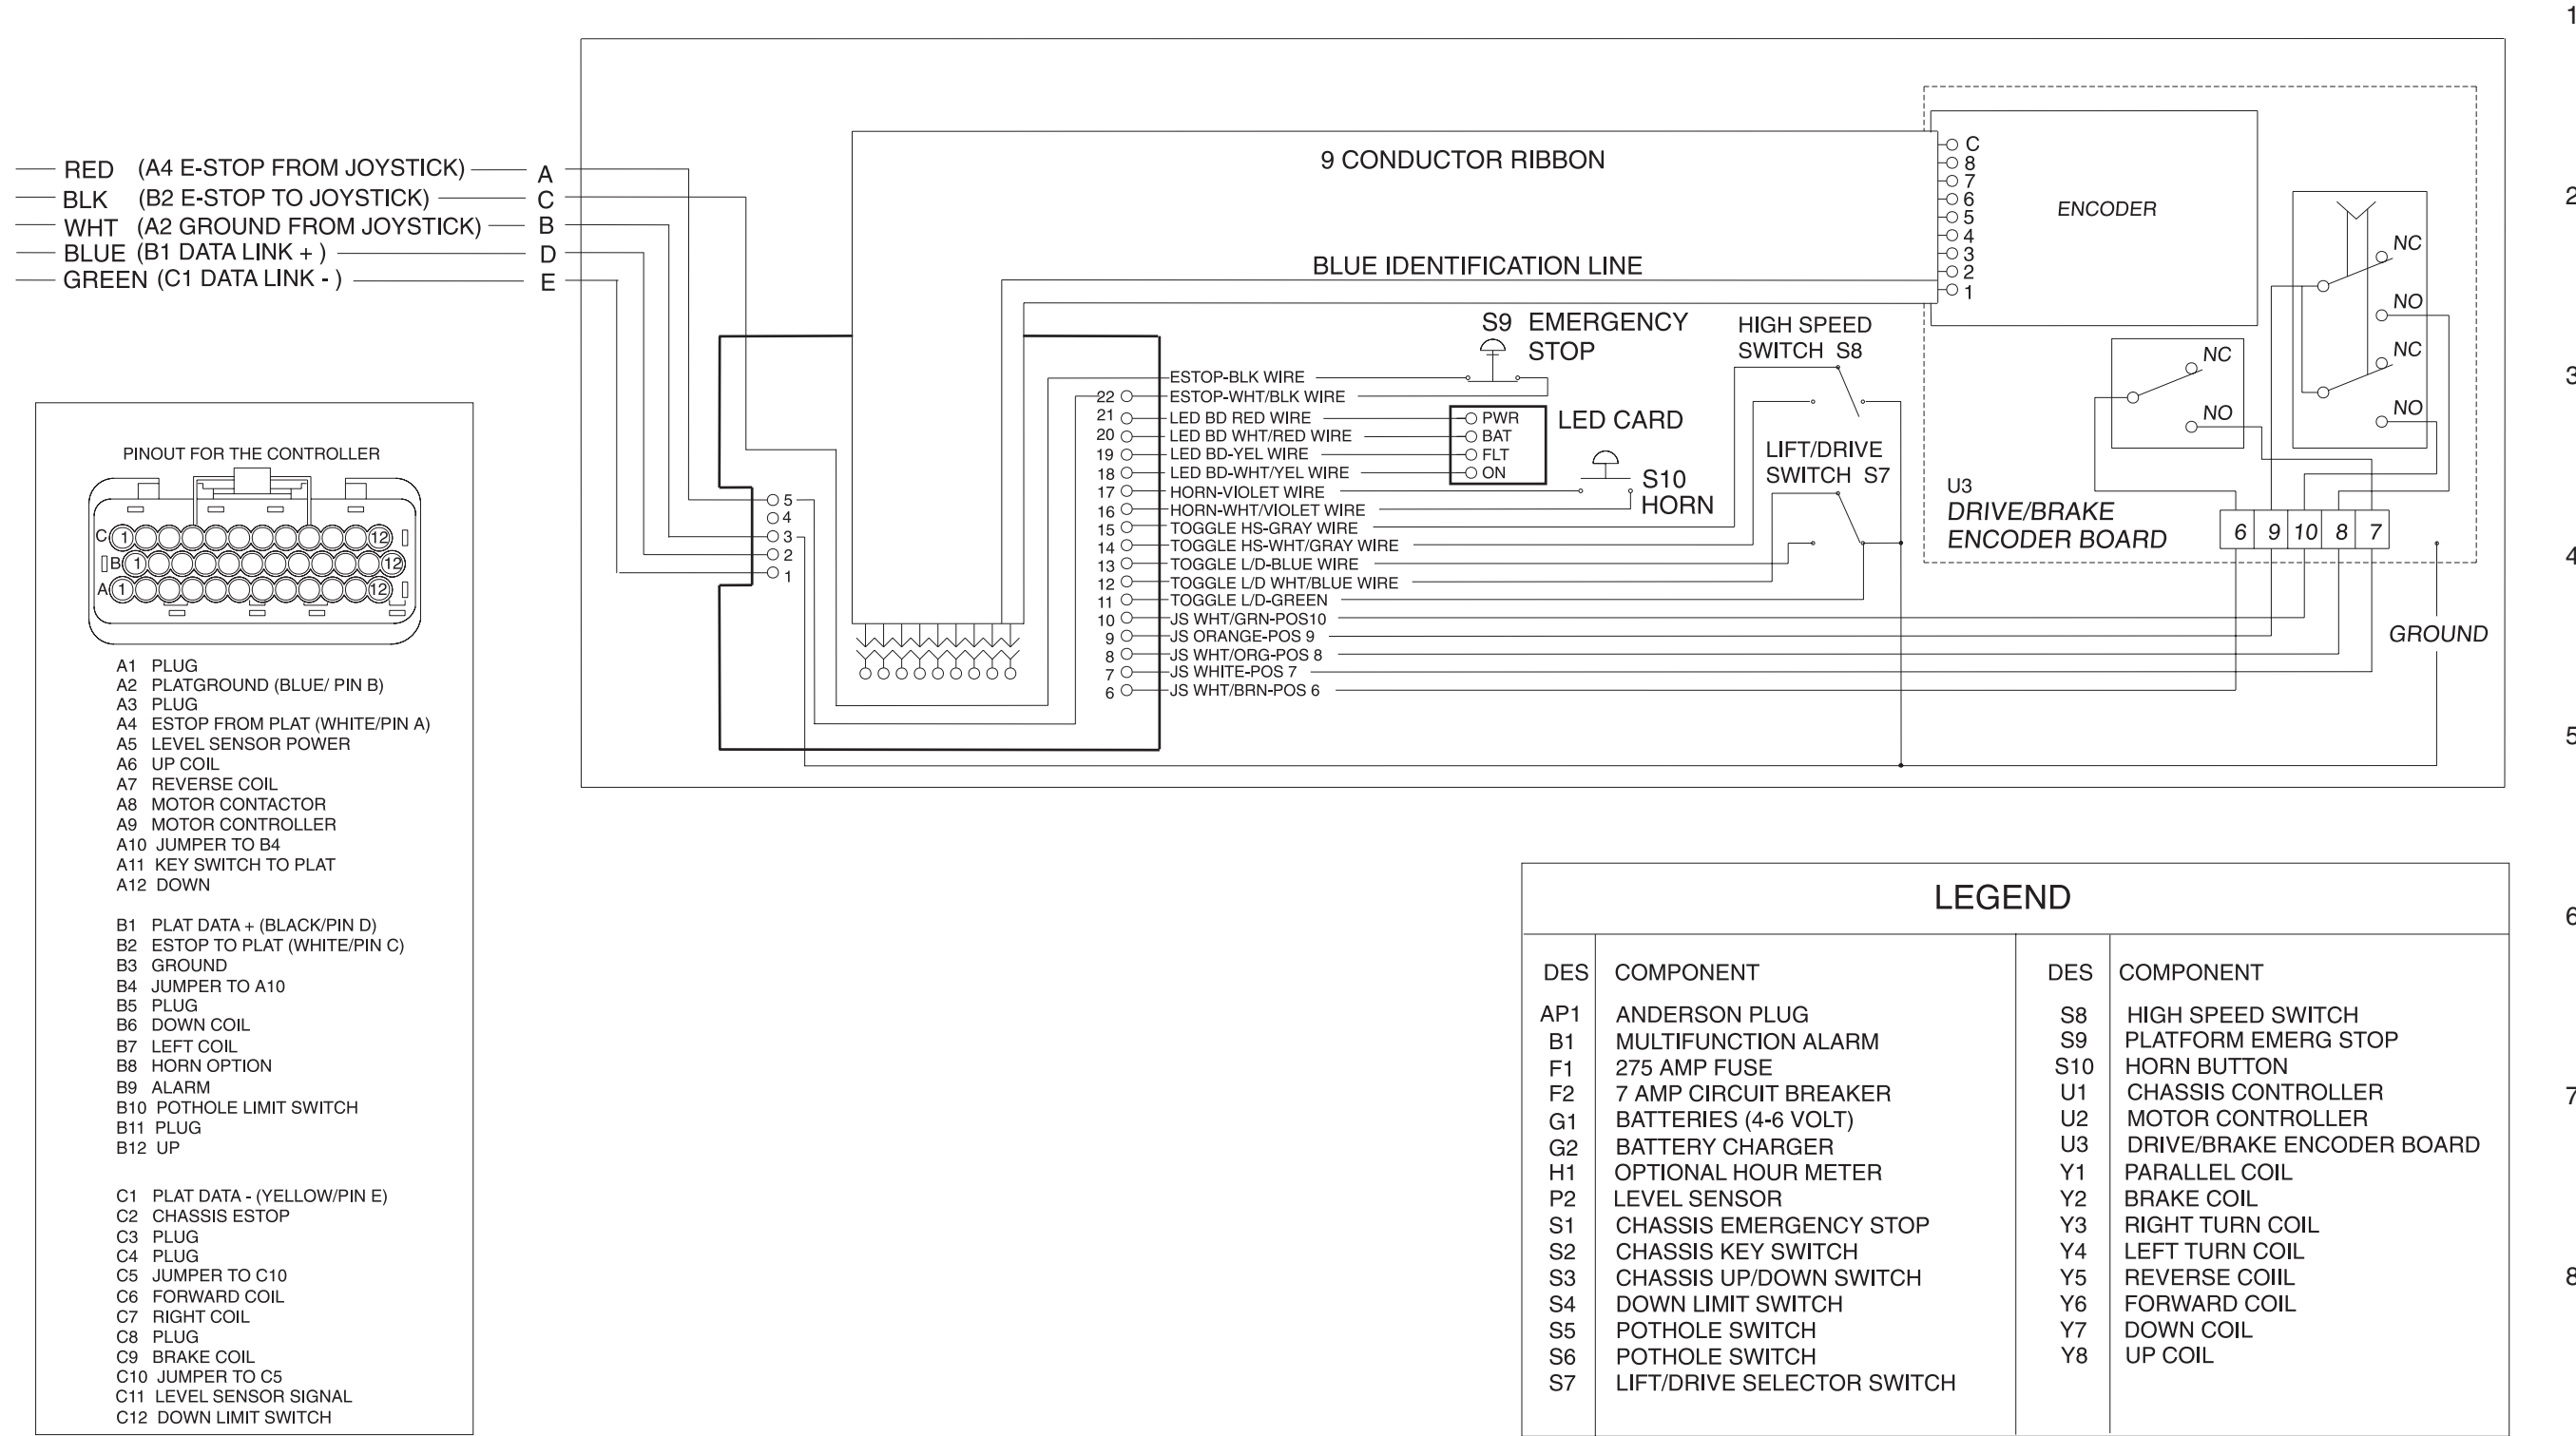 RED (A4 E-STOP FROM JOYSTICK) A
BLK (B2 E-STOP TO JOYSTICK) C
WHT (A2 GROUND FROM JOYSTICK) B
BLUE (B1 DATA LINK + ) D
GREEN (C1 DATA LINK - ) E
9 CONDUCTOR RIBBON
BLUE IDENTIFICATION LINE
C
8
7
6
5
4
3
2
1
ENCODER
NC
NO
NC
NO
NC
NO
U3
DRIVE/BRAKE
ENCODER BOARD
6 9 10 8 7
GROUND
S9 EMERGENCY
STOP
HIGH SPEED
SWITCH S8
LIFT/DRIVE
SWITCH S7
LED CARD
PWR
BAT
FLT
ON
S10
HORN
ESTOP-BLK WIRE
22 ESTOP-WHT/BLK WIRE
21 LED BD RED WIRE
20 LED BD WHT/RED WIRE
19 LED BD-YEL WIRE
18 LED BD-WHT/YEL WIRE
17 HORN-VIOLET WIRE
16 HORN-WHT/VIOLET WIRE
15 TOGGLE HS-GRAY WIRE
14 TOGGLE HS-WHT/GRAY WIRE
13 TOGGLE L/D-BLUE WIRE
12 TOGGLE L/D WHT/BLUE WIRE
11 TOGGLE L/D-GREEN
10 JS WHT/GRN-POS10
9 JS ORANGE-POS 9
8 JS WHT/ORG-POS 8
7 JS WHITE-POS 7
6 JS WHT/BRN-POS 6
5
4
3
2
1
PINOUT FOR THE CONTROLLER
C 1 12
B 1 12
A 1 12
A1 PLUG
A2 PLATGROUND (BLUE/ PIN B)
A3 PLUG
A4 ESTOP FROM PLAT (WHITE/PIN A)
A5 LEVEL SENSOR POWER
A6 UP COIL
A7 REVERSE COIL
A8 MOTOR CONTACTOR
A9 MOTOR CONTROLLER
A10 JUMPER TO B4
A11 KEY SWITCH TO PLAT
A12 DOWN
B1 PLAT DATA + (BLACK/PIN D)
B2 ESTOP TO PLAT (WHITE/PIN C)
B3 GROUND
B4 JUMPER TO A10
B5 PLUG
B6 DOWN COIL
B7 LEFT COIL
B8 HORN OPTION
B9 ALARM
B10 POTHOLE LIMIT SWITCH
B11 PLUG
B12 UP
C1 PLAT DATA - (YELLOW/PIN E)
C2 CHASSIS ESTOP
C3 PLUG
C4 PLUG
C5 JUMPER TO C10
C6 FORWARD COIL
C7 RIGHT COIL
C8 PLUG
C9 BRAKE COIL
C10 JUMPER TO C5
C11 LEVEL SENSOR SIGNAL
C12 DOWN LIMIT SWITCH
LEGEND
DES COMPONENT
AP1 ANDERSON PLUG
B1 MULTIFUNCTION ALARM
F1 275 AMP FUSE
F2 7 AMP CIRCUIT BREAKER
G1 BATTERIES (4-6 VOLT)
G2 BATTERY CHARGER
H1 OPTIONAL HOUR METER
P2 LEVEL SENSOR
S1 CHASSIS EMERGENCY STOP
S2 CHASSIS KEY SWITCH
S3 CHASSIS UP/DOWN SWITCH
S4 DOWN LIMIT SWITCH
S5 POTHOLE SWITCH
S6 POTHOLE SWITCH
S7 LIFT/DRIVE SELECTOR SWITCH
DES COMPONENT
S8 HIGH SPEED SWITCH
S9 PLATFORM EMERG STOP
S10 HORN BUTTON
U1 CHASSIS CONTROLLER
U2 MOTOR CONTROLLER
U3 DRIVE/BRAKE ENCODER BOARD
Y1 PARALLEL COIL
Y2 BRAKE COIL
Y3 RIGHT TURN COIL
Y4 LEFT TURN COIL
Y5 REVERSE COIIL
Y6 FORWARD COIL
Y7 DOWN COIL
Y8 UP COIL
1
2
3
4
5
6
7
8